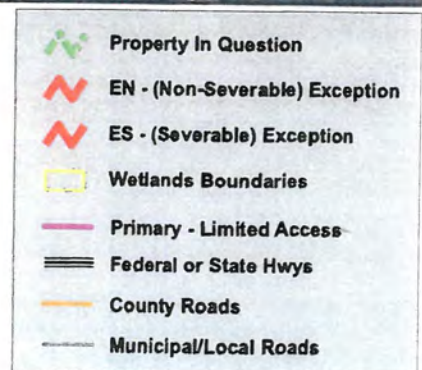 Property In Question
EN - (Non-Severable) Exception
ES - (Severable) Exception
Wetlands Boundaries
Primary - Limited Access
Federal or State Hwys
County Roads
Municipal/Local Roads